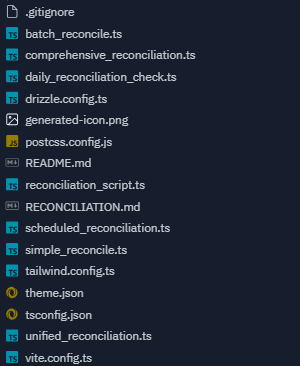 .gitignore
TS batch_reconcile.ts
TS comprehensive_reconciliation.ts
TS daily_reconciliation_check.ts
TS drizzle.config.ts
generated-icon.png
JS postcss.config.js
README.md
TS reconciliation_script.ts
RECONCILIATION.md
TS scheduled_reconciliation.ts
TS simple_reconcile.ts
TS tailwind.config.ts
theme.json
tsconfig.json
TS unified_reconciliation.ts
TS vite.config.ts